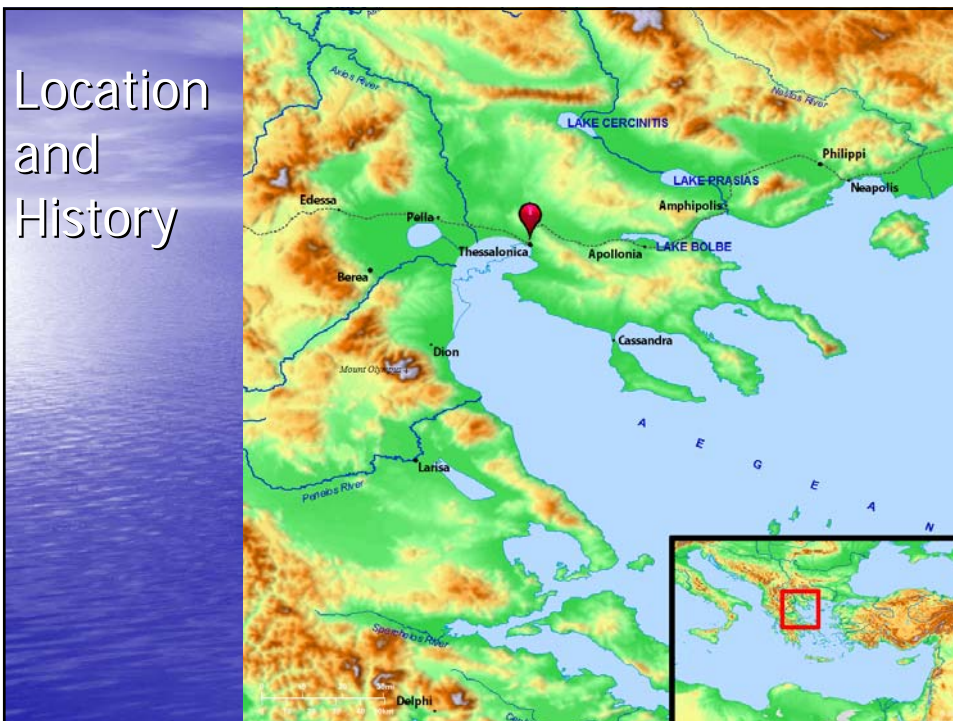 Location
and
History
Axios River
Nestos River
LAKE CERCINITIS
Philippi
LAKE PRASIAS
Neapolis
Edessa
Amphipolis
Pella
Thessalonica
Apollonia
LAKE BOLBE
Berea
Cassandra
Dion
Mount Olympus
A E G E A N
Larisa
Peneios River
Spercheios River
Delphi